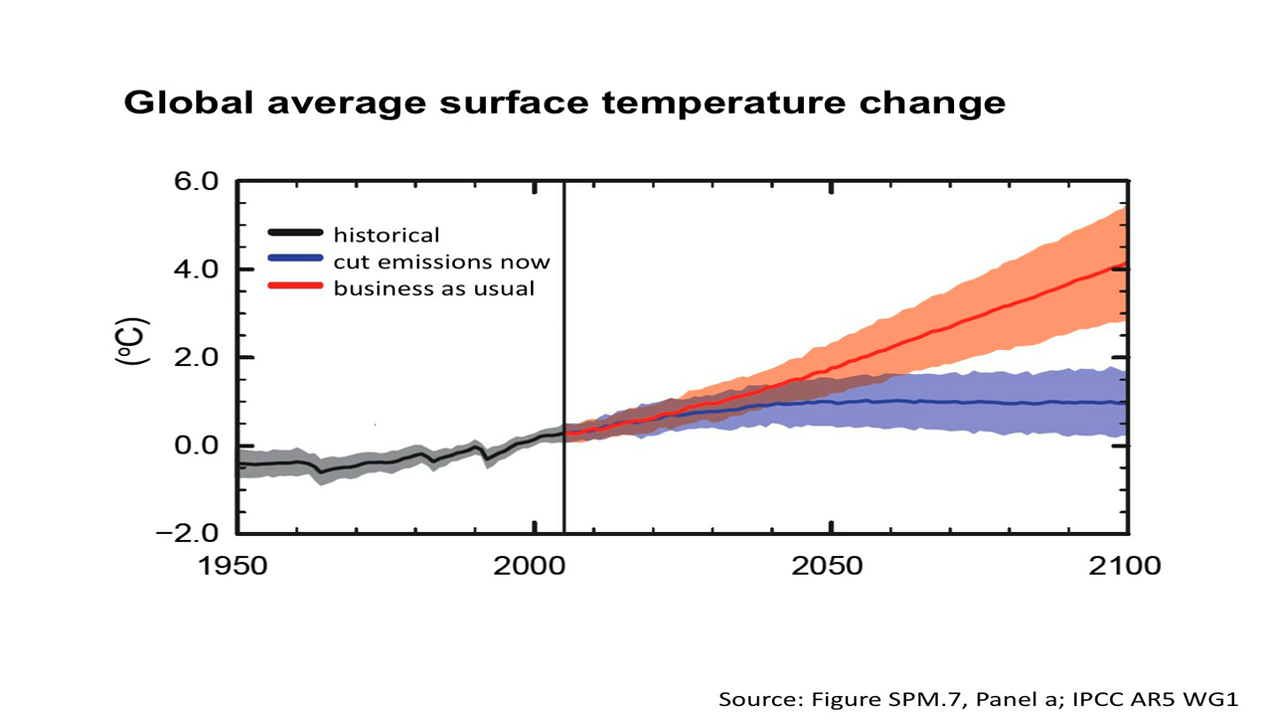 Global average surface temperature change
6.0
historical
cut emissions now
4.0
business as usual
(ºC)
2.0
0.0
−2.0
1950 2000 2050 2100
Source: Figure SPM.7, Panel a; IPCC AR5 WG1